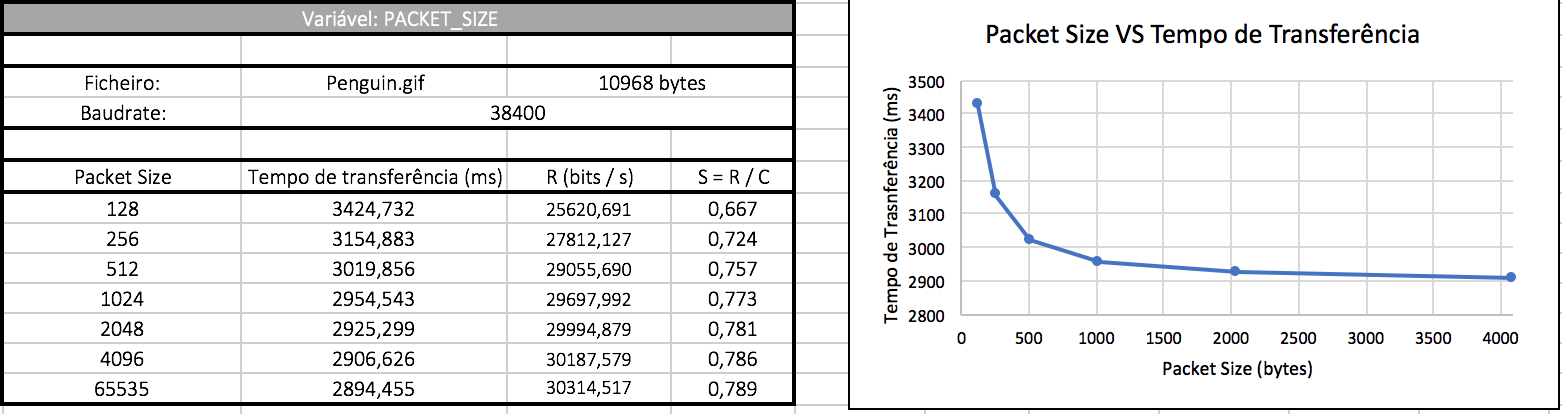 Variável: PACKET_SIZE
Ficheiro: Penguin.gif 10968 bytes
Baudrate: 38400
Packet Size Tempo de transferência (ms) R (bits / s) S = R / C
128 3424,732 25620,691 0,667
256 3154,883 27812,127 0,724
512 3019,856 29055,690 0,757
1024 2954,543 29697,992 0,773
2048 2925,299 29994,879 0,781
4096 2906,626 30187,579 0,786
65535 2894,455 30314,517 0,789
Packet Size VS Tempo de Transferência
Tempo de Trasnferência (ms)
3500
3400
3300
3200
3100
3000
2900
2800
0 500 1000 1500 2000 2500 3000 3500 4000
Packet Size (bytes)